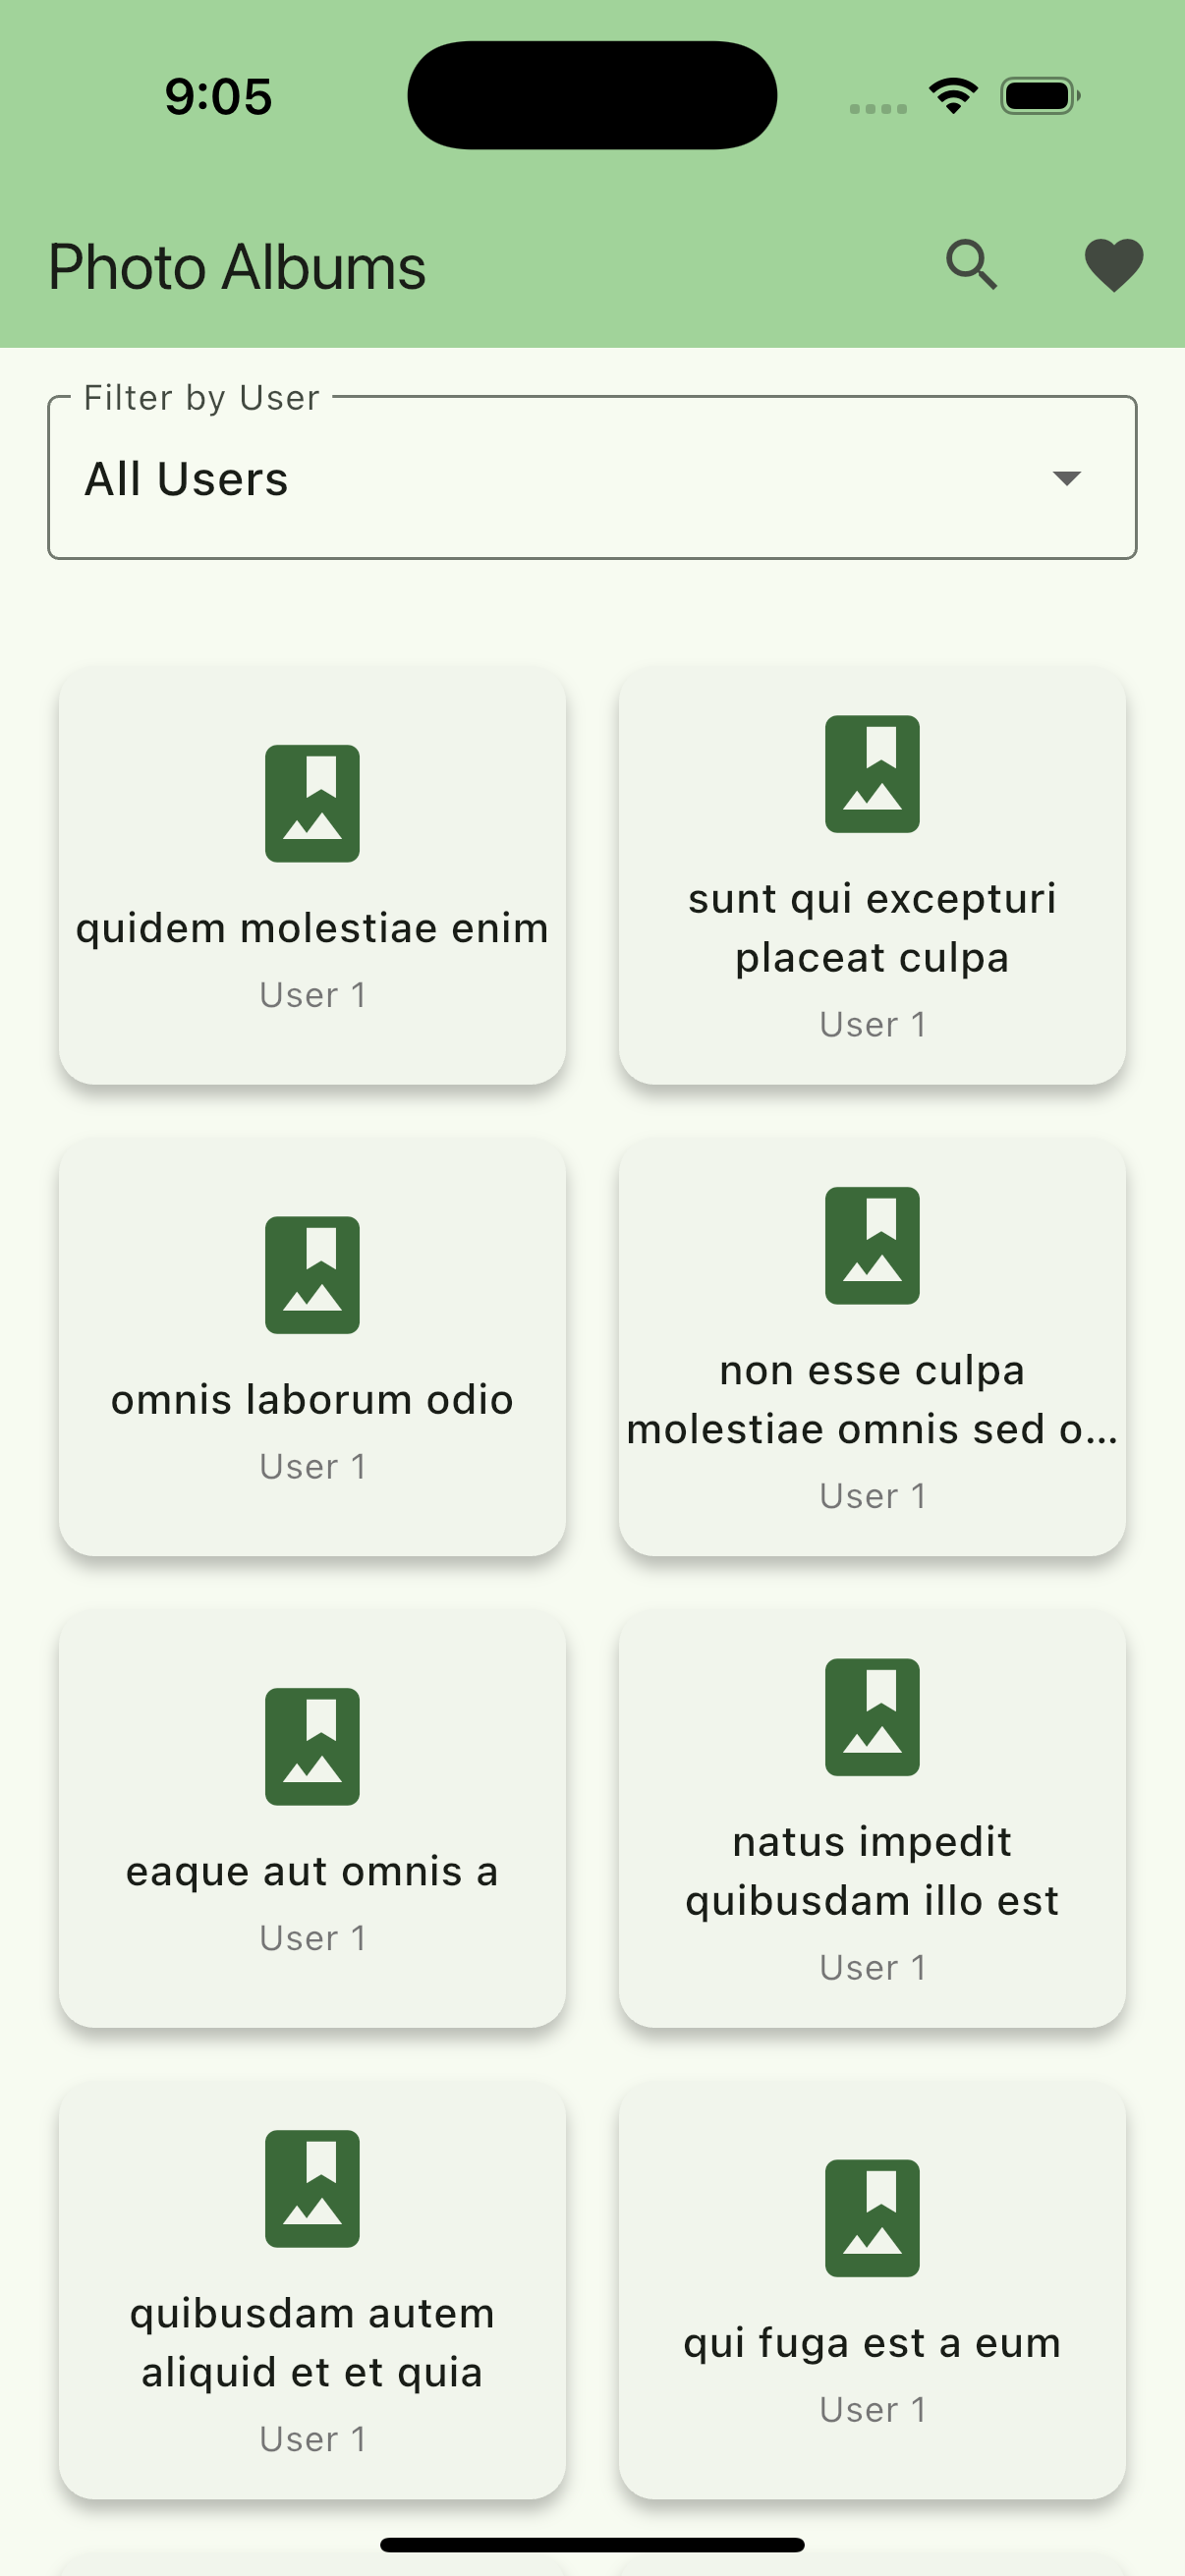 9:05
Photo Albums
Filter by User
All Users
quidem molestiae enim
User 1
sunt qui excepturi
placeat culpa
User 1
omnis laborum odio
User 1
non esse culpa
molestiae omnis sed o...
User 1
eaque aut omnis a
User 1
natus impedit
quibusdam illo est
User 1
quibusdam autem
aliquid et et quia
User 1
qui fuga est a eum
User 1